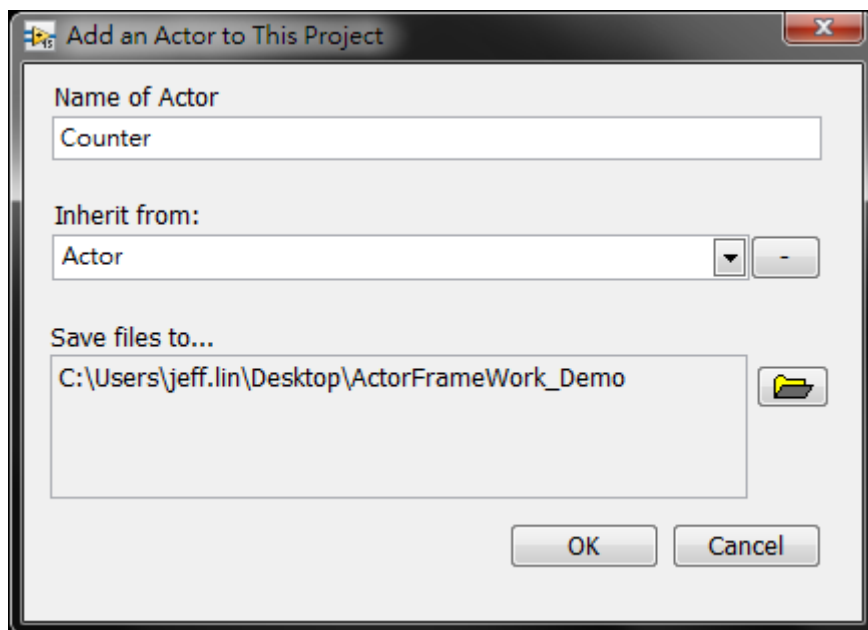 Add an Actor to This Project
Name of Actor
Counter
Inherit from:
Actor
-
Save files to...
C:\Users\jeff.lin\Desktop\ActorFrameWork_Demo
OK
Cancel